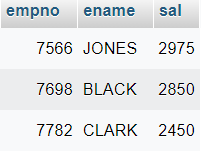 empno ename sal
7566 JONES 2975
7698 BLACK 2850
7782 CLARK 2450